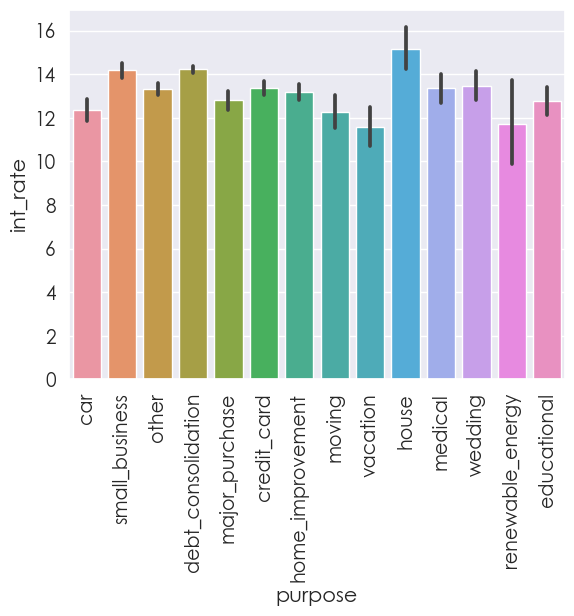 16
14
12
10
8
6
4
2
0
int_rate
car
small_business
other
debt_consolidation
major_purchase
credit_card
home_improvement
moving
vacation
house
medical
wedding
renewable_energy
educational
purpose